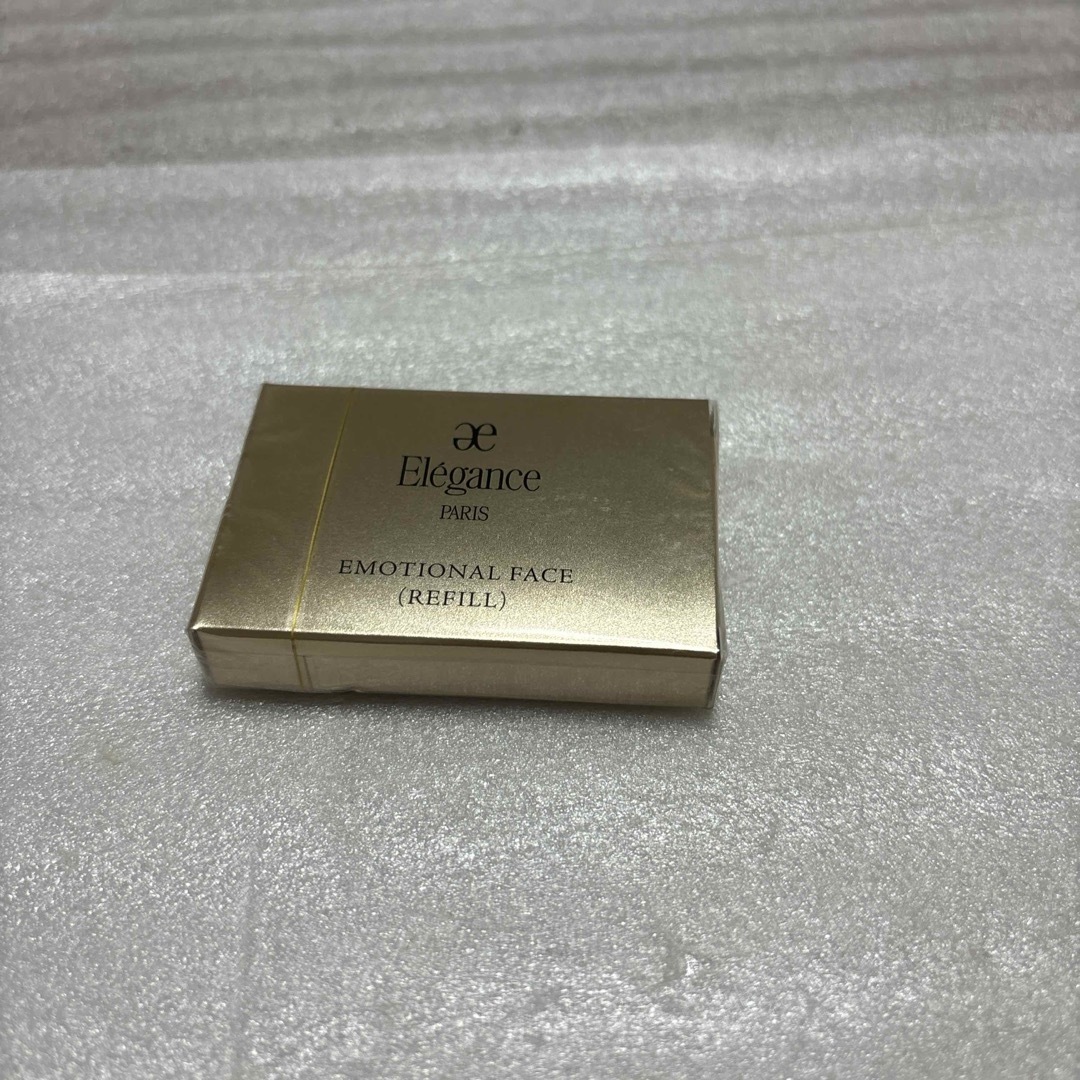 æ
Elégance
PARIS
EMOTIONAL FACE
(REFILL)